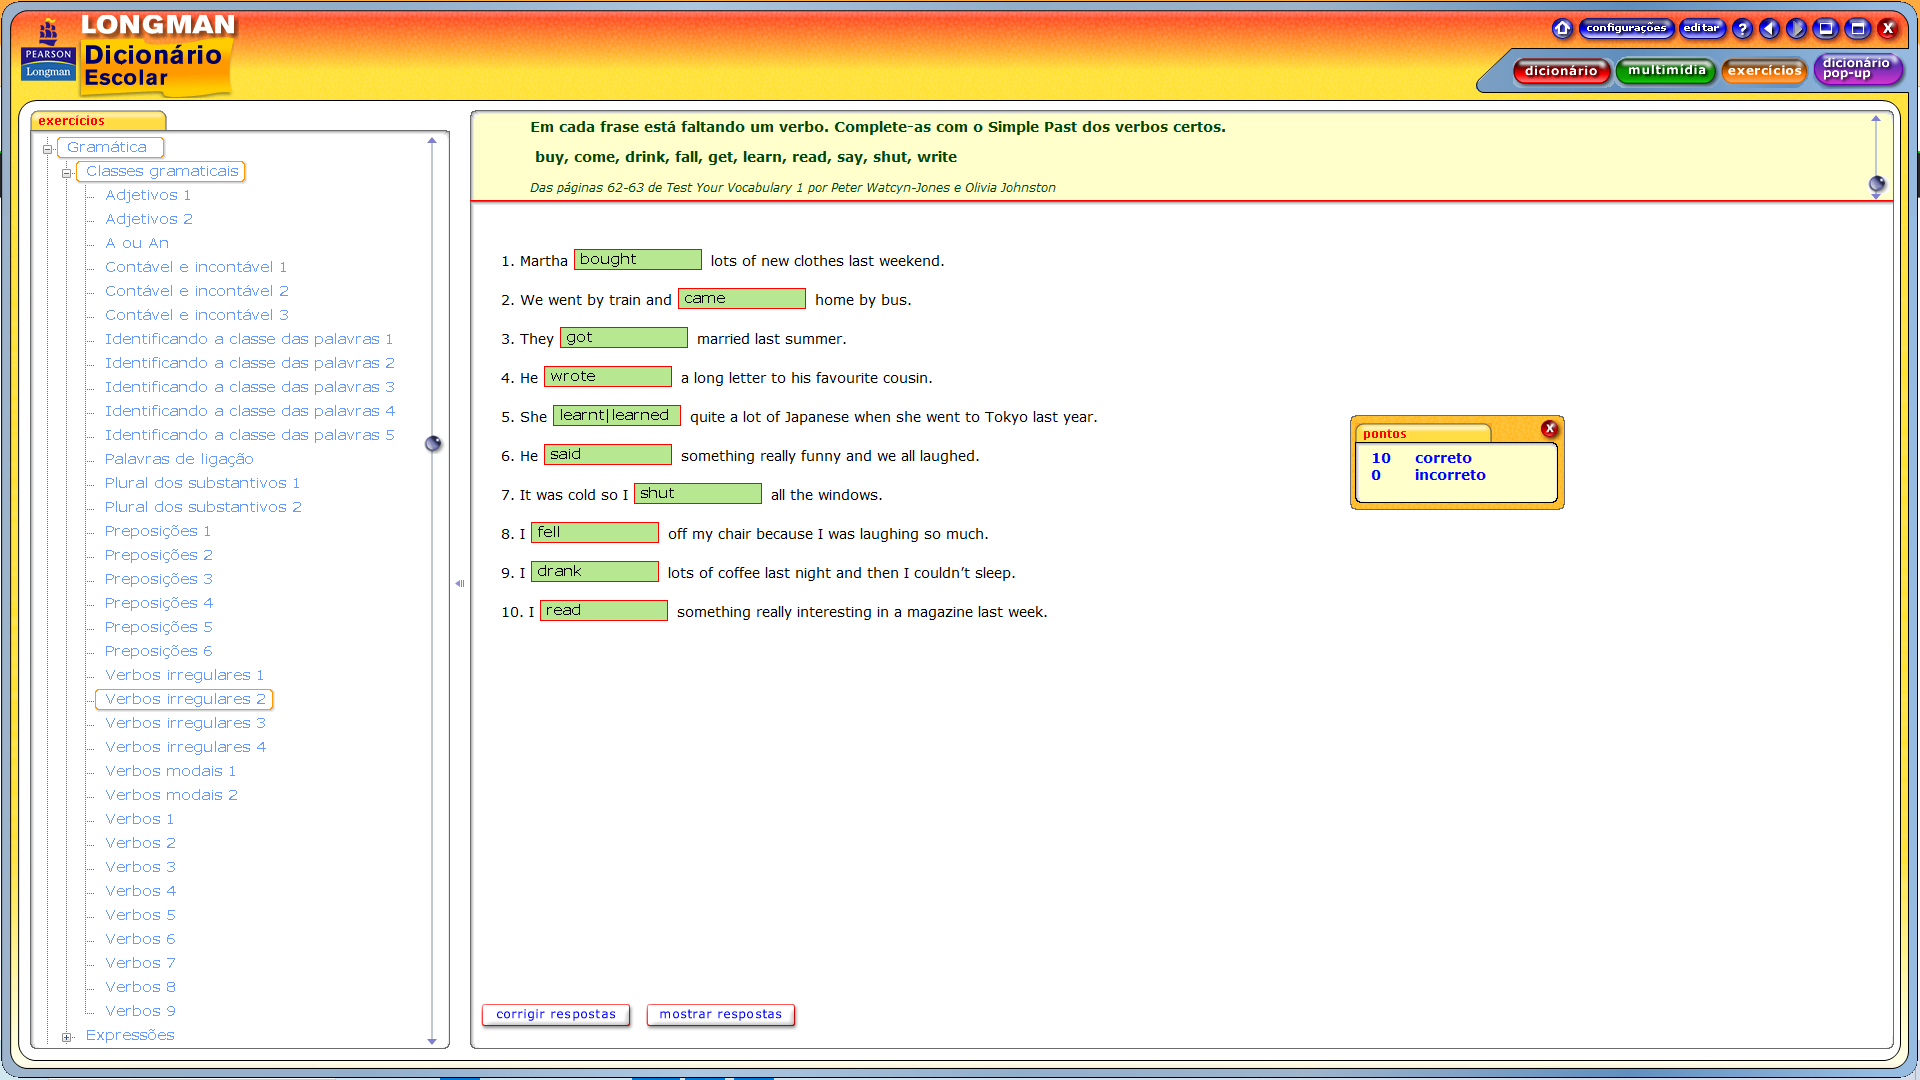 LONGMAN
Dicionário
Escolar
PEARSON
Longman
configurações
editar
?
X
dicionário
multimídia
exercícios
dicionário
pop-up
exercícios
Gramática
Classes gramaticais
Adjetivos 1
Adjetivos 2
A ou An
Contável e incontável 1
Contável e incontável 2
Contável e incontável 3
Identificando a classe das palavras 1
Identificando a classe das palavras 2
Identificando a classe das palavras 3
Identificando a classe das palavras 4
Identificando a classe das palavras 5
Palavras de ligação
Plural dos substantivos 1
Plural dos substantivos 2
Preposições 1
Preposições 2
Preposições 3
Preposições 4
Preposições 5
Preposições 6
Verbos irregulares 1
Verbos irregulares 2
Verbos irregulares 3
Verbos irregulares 4
Verbos modais 1
Verbos modais 2
Verbos 1
Verbos 2
Verbos 3
Verbos 4
Verbos 5
Verbos 6
Verbos 7
Verbos 8
Verbos 9
Expressões
Em cada frase está faltando um verbo. Complete-as com o Simple Past dos verbos certos.
buy, come, drink, fall, get, learn, read, say, shut, write
Das páginas 62-63 de Test Your Vocabulary 1 por Peter Watcyn-Jones e Olivia Johnston
1. Martha bought lots of new clothes last weekend.
2. We went by train and came home by bus.
3. They got married last summer.
4. He wrote a long letter to his favourite cousin.
5. She learnt|learned quite a lot of Japanese when she went to Tokyo last year.
6. He said something really funny and we all laughed.
7. It was cold so I shut all the windows.
8. I fell off my chair because I was laughing so much.
9. I drank lots of coffee last night and then I couldn’t sleep.
10. I read something really interesting in a magazine last week.
pontos
X
10 correto
0 incorreto
corrigir respostas
mostrar respostas